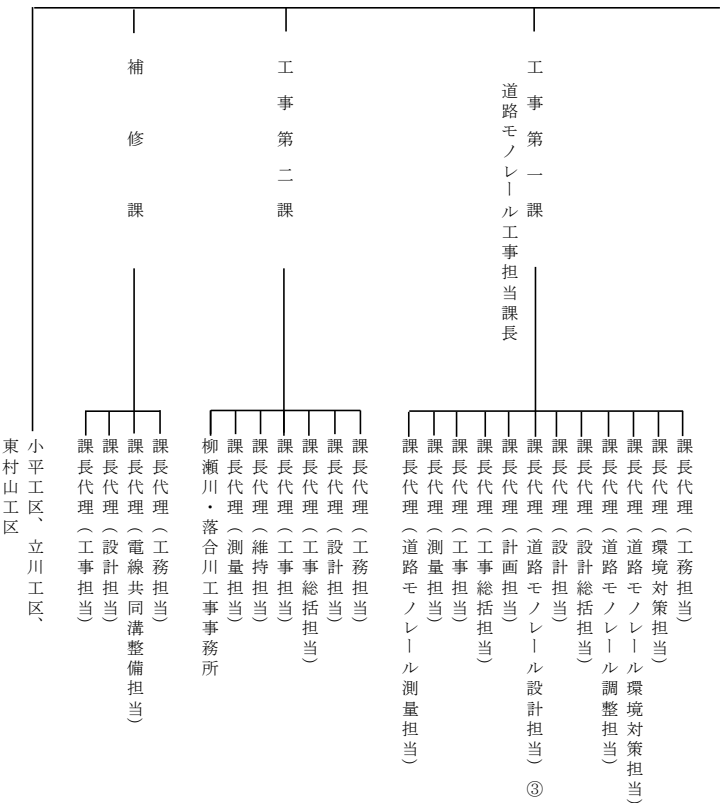 工事第一課
道路モノレール工事担当課長
課長代理(工務担当)
課長代理(環境対策担当)
課長代理(道路モノレール環境対策担当)
課長代理(道路モノレール調整担当)
課長代理(設計総括担当)
課長代理(設計担当)
課長代理(道路モノレール設計担当) ③
課長代理(計画担当)
課長代理(工事総括担当)
課長代理(工事担当)
課長代理(測量担当)
課長代理(道路モノレール測量担当)
工事第二課
課長代理(工務担当)
課長代理(設計担当)
課長代理(工事総括担当)
課長代理(工事担当)
課長代理(維持担当)
課長代理(測量担当)
柳瀬川・落合川工事事務所
補修課
課長代理(工務担当)
課長代理(電線共同溝整備担当)
課長代理(設計担当)
課長代理(工事担当)
小平工区、立川工区、
東村山工区